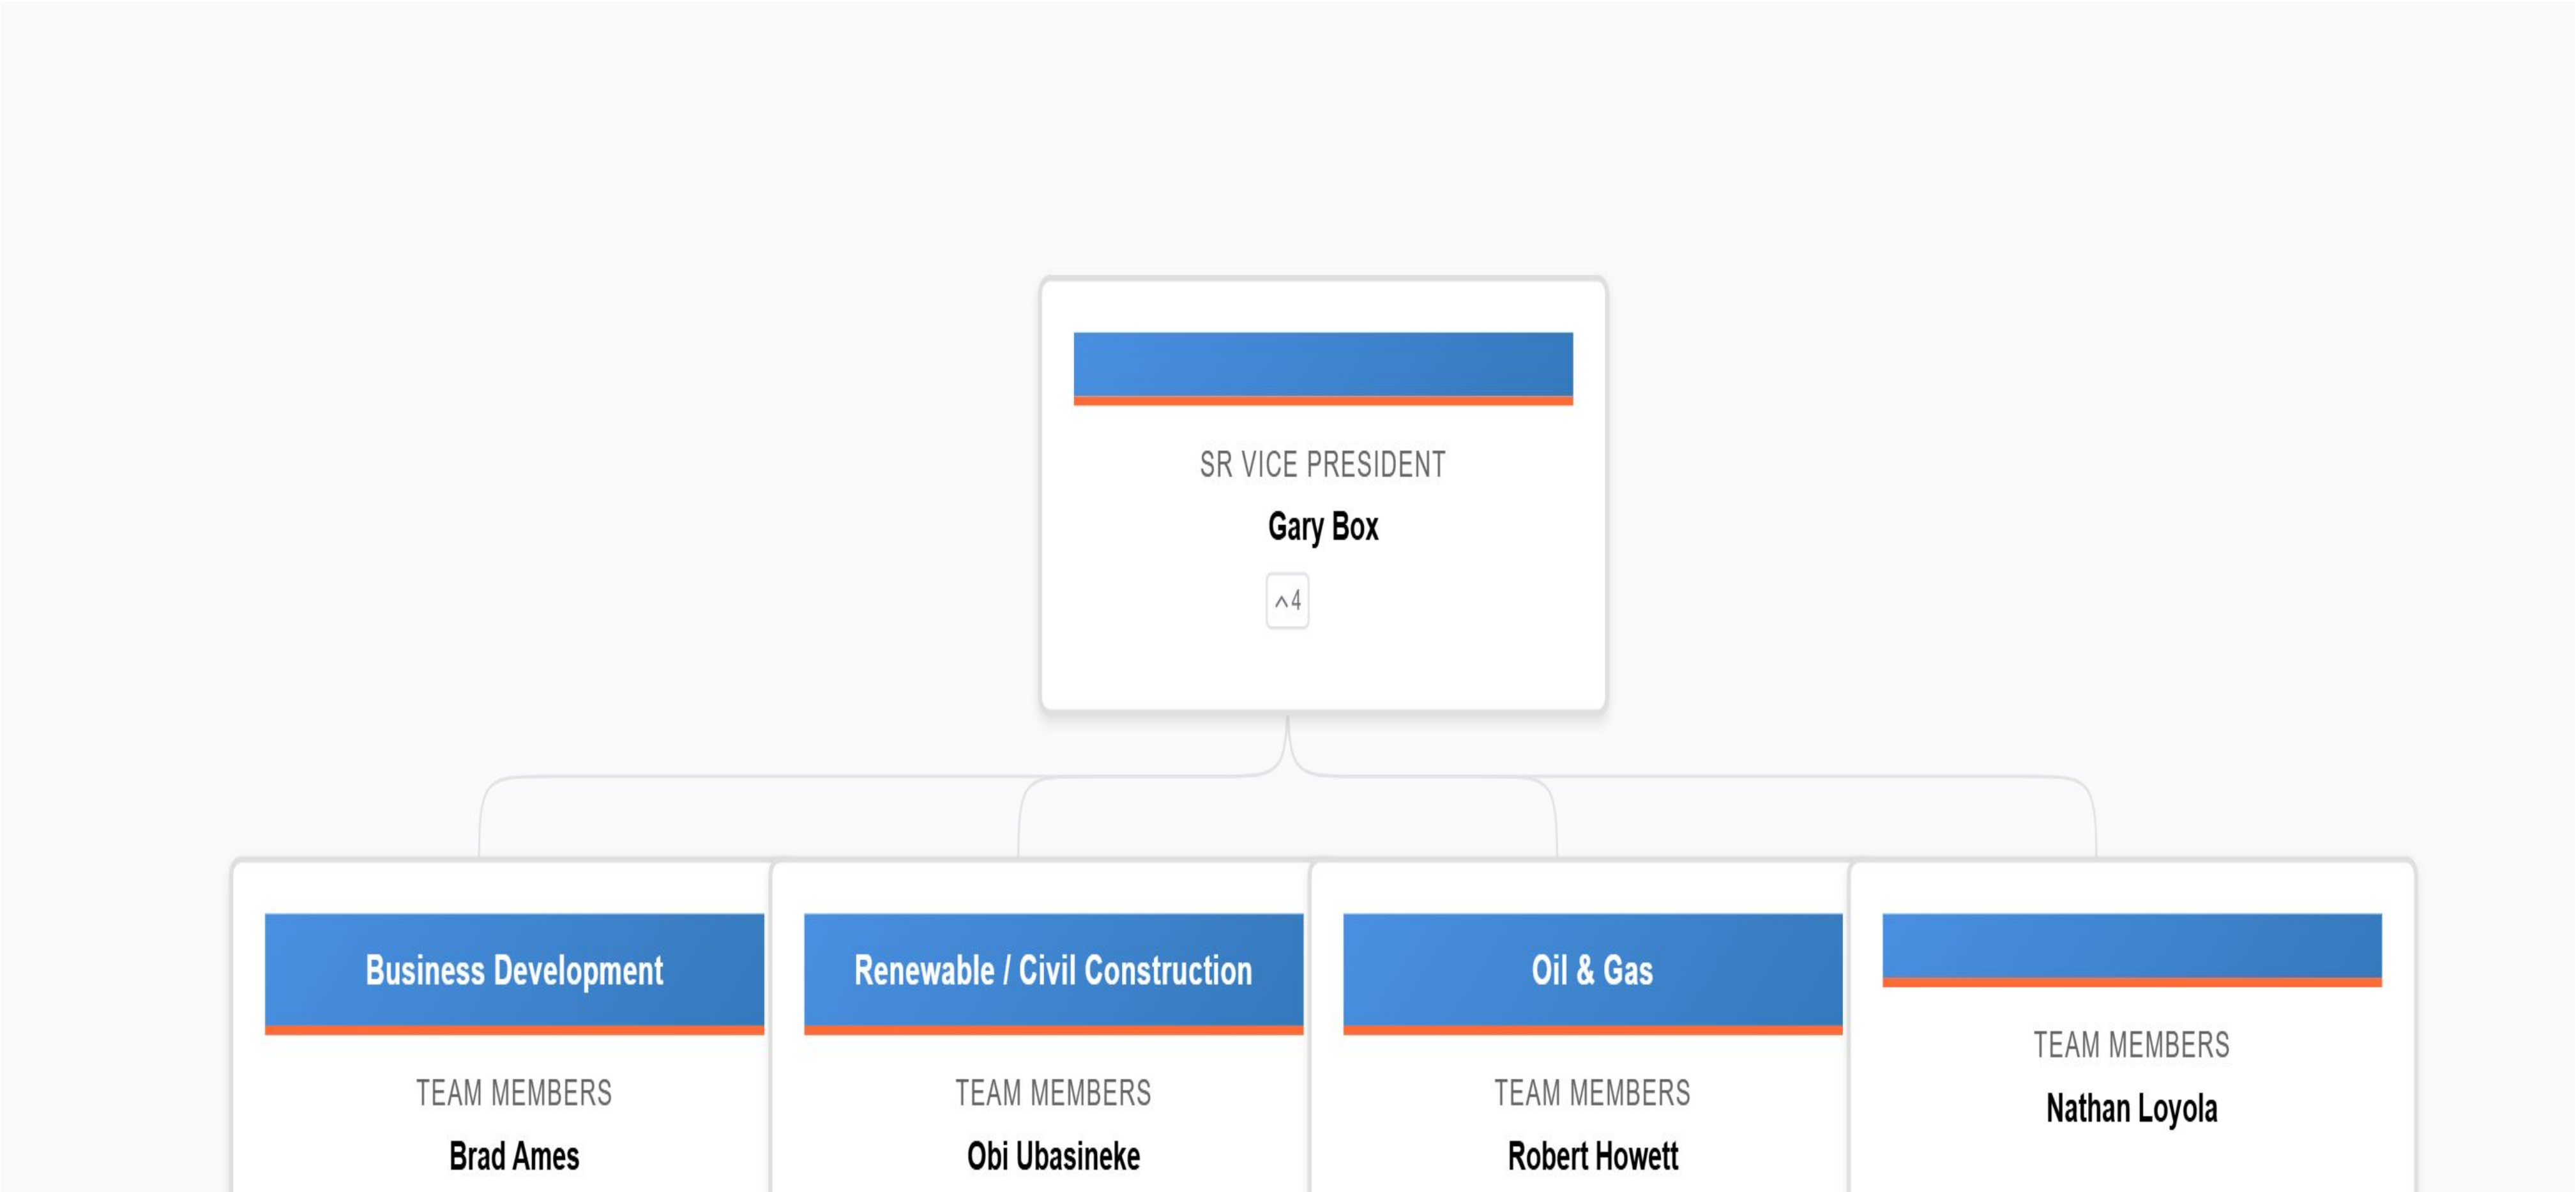 SR VICE PRESIDENT
Gary Box
^4
Business Development
TEAM MEMBERS
Brad Ames
Renewable / Civil Construction
TEAM MEMBERS
Obi Ubasineke
Oil & Gas
TEAM MEMBERS
Robert Howett
TEAM MEMBERS
Nathan Loyola